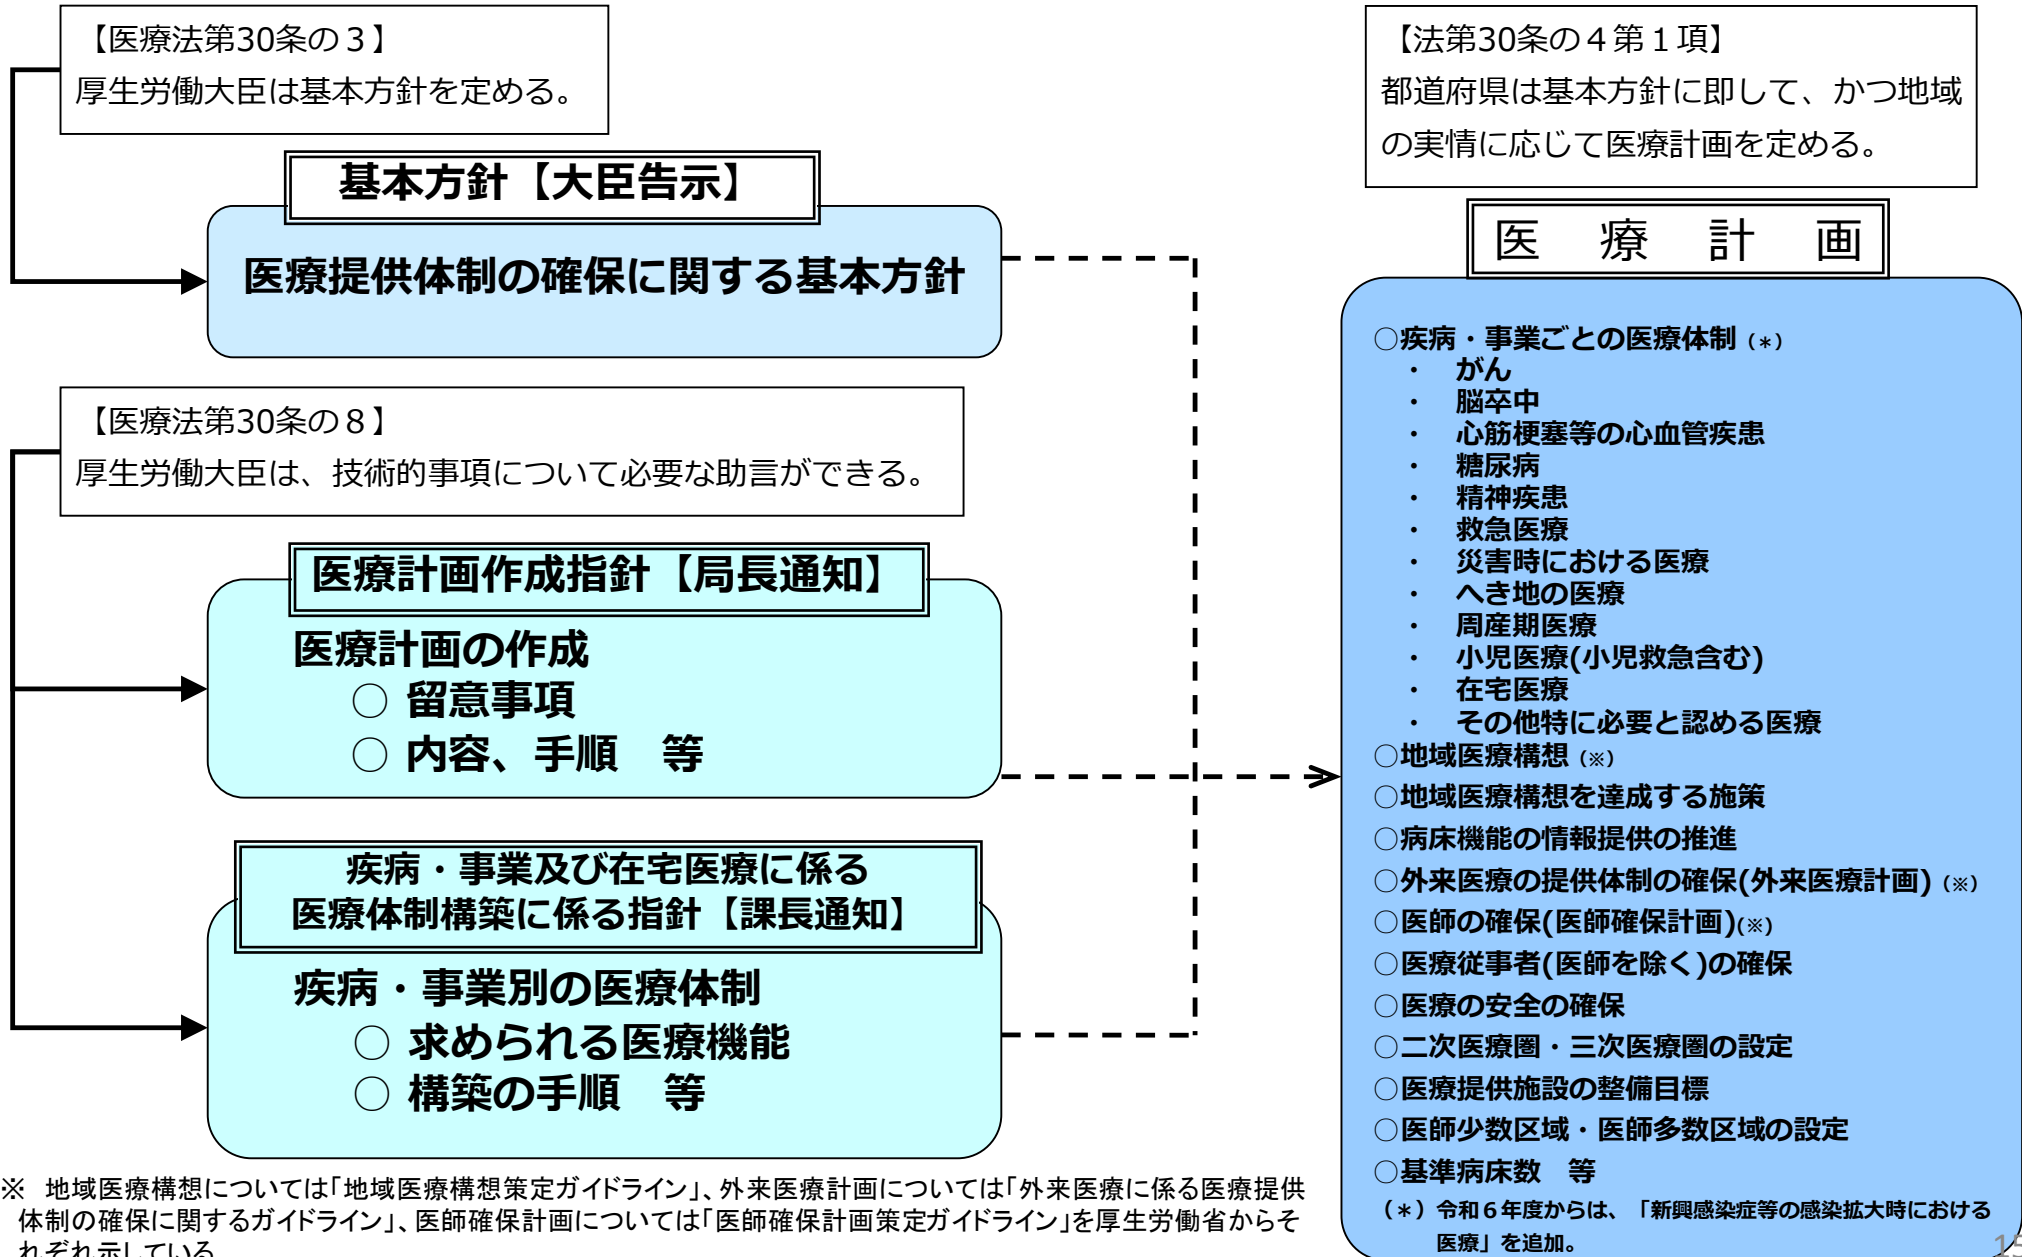 【医療法第30条の３】
厚生労働大臣は基本方針を定める。
基本方針【大臣告示】
医療提供体制の確保に関する基本方針
【医療法第30条の８】
厚生労働大臣は、技術的事項について必要な助言ができる。
医療計画作成指針【局長通知】
医療計画の作成
○ 留意事項
○ 内容、手順　等
疾病・事業及び在宅医療に係る
医療体制構築に係る指針【課長通知】
疾病・事業別の医療体制
○ 求められる医療機能
○ 構築の手順　等
※　地域医療構想については「地域医療構想策定ガイドライン」、外来医療計画については「外来医療に係る医療提供
体制の確保に関するガイドライン」、医師確保計画については「医師確保計画策定ガイドライン」を厚生労働省からそ
れぞれ示している
【法第30条の４第１項】
都道府県は基本方針に即して、かつ地域
の実情に応じて医療計画を定める。
医　療　計　画
○疾病・事業ごとの医療体制（＊）
・　がん
・　脳卒中
・　心筋梗塞等の心血管疾患
・　糖尿病
・　精神疾患
・　救急医療
・　災害時における医療
・　へき地の医療
・　周産期医療
・　小児医療(小児救急含む)
・　在宅医療
・　その他特に必要と認める医療
○地域医療構想（※）
○地域医療構想を達成する施策
○病床機能の情報提供の推進
○外来医療の提供体制の確保(外来医療計画)（※）
○医師の確保(医師確保計画)(※)
○医療従事者(医師を除く)の確保
○医療の安全の確保
○二次医療圏・三次医療圏の設定
○医療提供施設の整備目標
○医師少数区域・医師多数区域の設定
○基準病床数　等
（＊）令和６年度からは、「新興感染症等の感染拡大時における
医療」を追加。